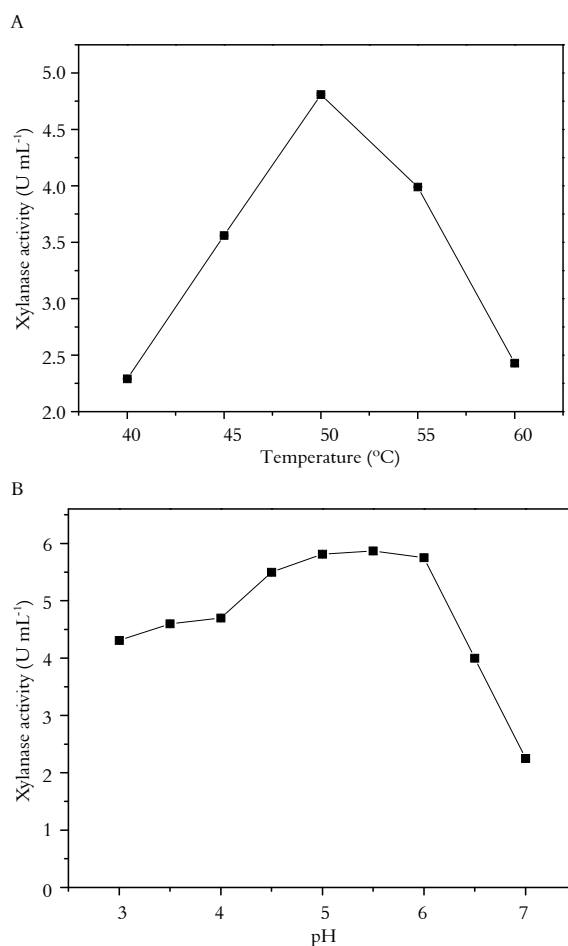 A
5.0
4.5
4.0
3.5
3.0
2.5
2.0
Xylanase activity (U mL-1)
40 45 50 55 60
Temperature (ºC)
B
6
5
4
3
2
1
0
Xylanase activity (U mL-1)
3 4 5 6 7
pH